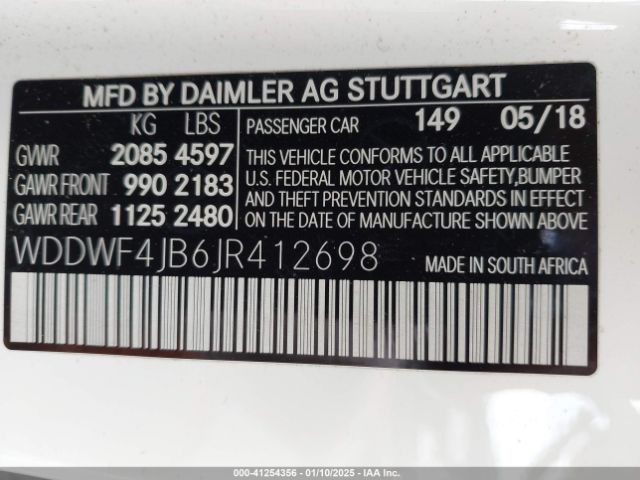 MFD BY DAIMLER AG STUTTGART
KG LBS
GVWR 2085 4597
GAWR FRONT 990 2183
GAWR REAR 1125 2480
PASSENGER CAR 149 05/18
THIS VEHICLE CONFORMS TO ALL APPLICABLE
U.S. FEDERAL MOTOR VEHICLE SAFETY,BUMPER
AND THEFT PREVENTION STANDARDS IN EFFECT
ON THE DATE OF MANUFACTURE SHOWN ABOVE
WDDWF4JB6JR412698
MADE IN SOUTH AFRICA
000-41254356 - 01/10/2025 - IAA, Inc.